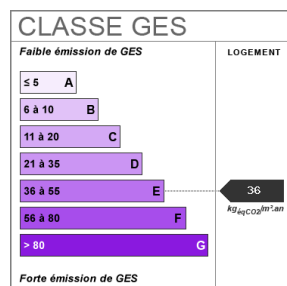 CLASSE GES
Faible émission de GES
LOGEMENT
≤ 5 A
6 à 10 B
11 à 20 C
21 à 35 D
36 à 55 E
36
kgéqCO2/m².an
56 à 80 F
> 80 G
Forte émission de GES